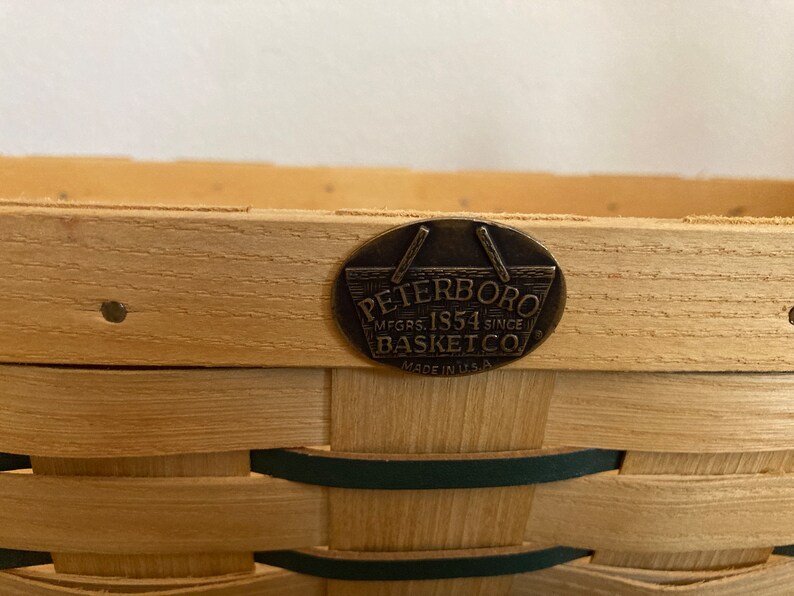 PETERBORO
MFGRS. 1854 SINCE
BASKET CO.
®
MADE IN U.S.A.